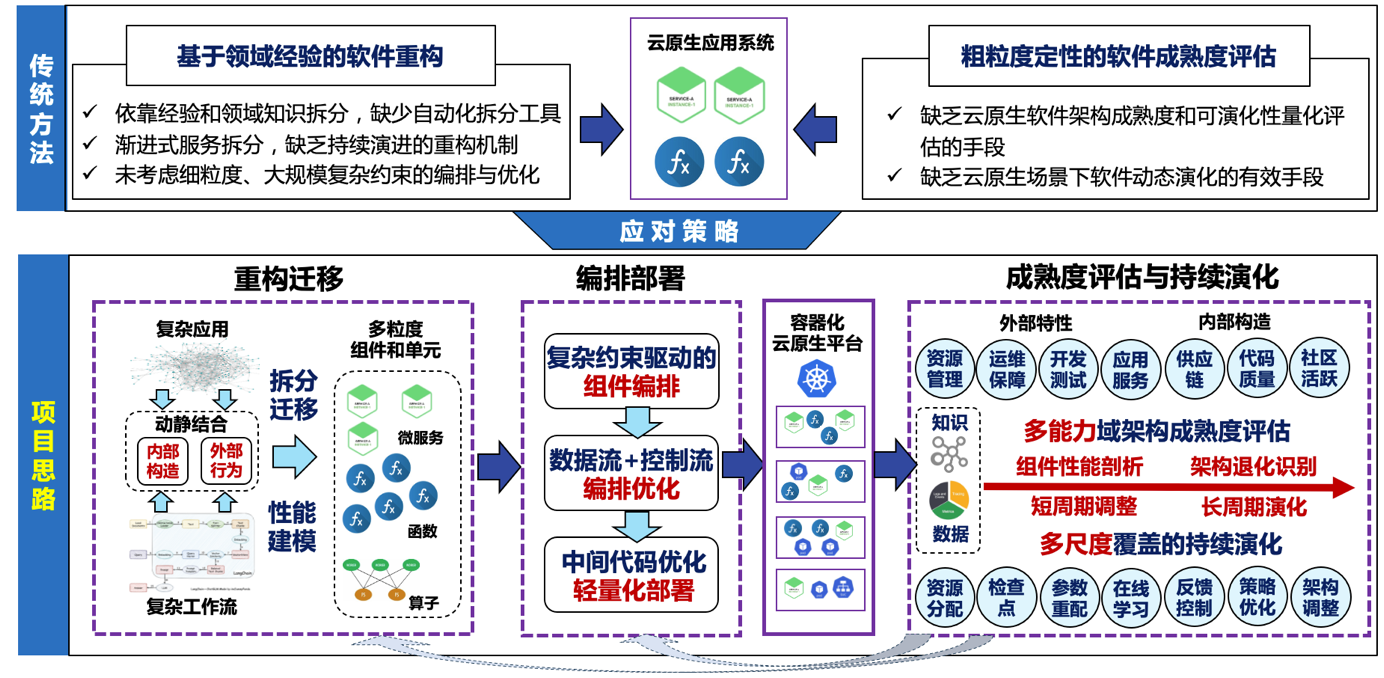 传统方法
基于领域经验的软件重构
✓ 依靠经验和领域知识拆分，缺少自动化拆分工具
✓ 渐进式服务拆分，缺乏持续演进的重构机制
✓ 未考虑细粒度、大规模复杂约束的编排与优化
云原生应用系统
SERVICE-A
INSTANCE-1
SERVICE-A
INSTANCE-1
fx
fx
粗粒度定性的软件成熟度评估
✓ 缺乏云原生软件架构成熟度和可演化性量化评
估的手段
✓ 缺乏云原生场景下软件动态演化的有效手段
应对策略
项目思路
重构迁移
复杂应用
动静结合
内部
构造
外部
行为
复杂工作流
拆分
迁移
性能
建模
多粒度
组件和单元
微服务
fx
fx
fx
fx
fx
函数
算子
编排部署
复杂约束驱动的
组件编排
数据流+控制流
编排优化
中间代码优化
轻量化部署
容器化
云原生平台
成熟度评估与持续演化
外部特性
内部构造
资源
管理
运维
保障
开发
测试
应用
服务
供应
链
代码
质量
社区
活跃
知识
数据
多能力域架构成熟度评估
组件性能剖析
架构退化识别
短周期调整
长周期演化
多尺度覆盖的持续演化
资源
分配
检查
点
参数
重配
在线
学习
反馈
控制
策略
优化
架构
调整